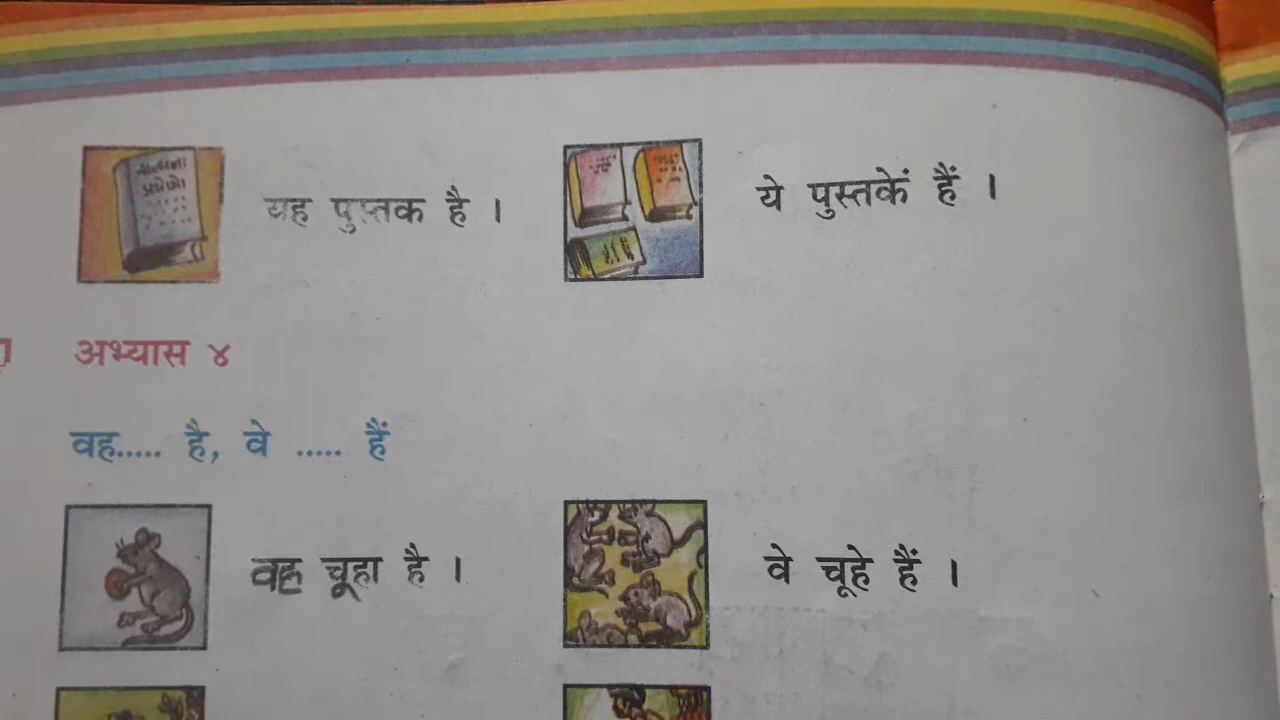 यह पुस्तक है ।
ये पुस्तकें हैं ।
अभ्यास ४
वह..... है, वे ..... हैं
वह चूहा है ।
वे चूहे हैं ।